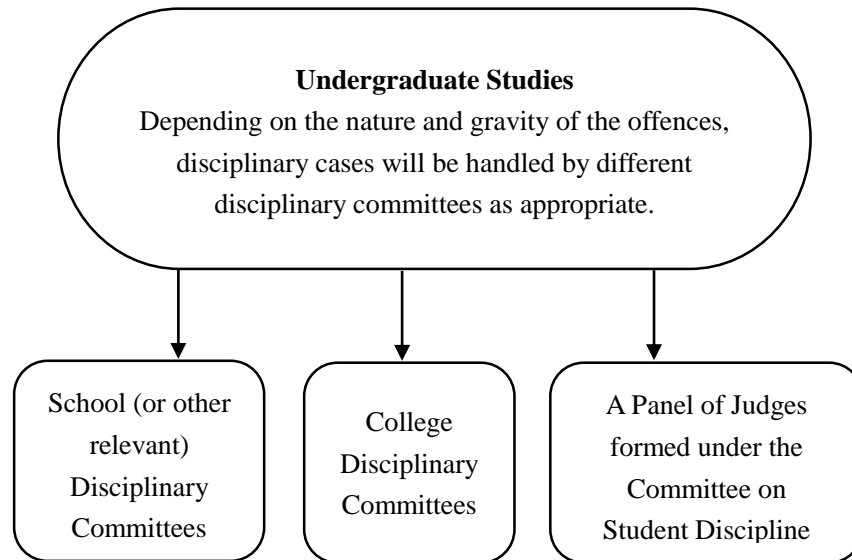 Undergraduate Studies
Depending on the nature and gravity of the offences,
disciplinary cases will be handled by different
disciplinary committees as appropriate.
School (or other
relevant)
Disciplinary
Committees
College
Disciplinary
Committees
A Panel of Judges
formed under the
Committee on
Student Discipline